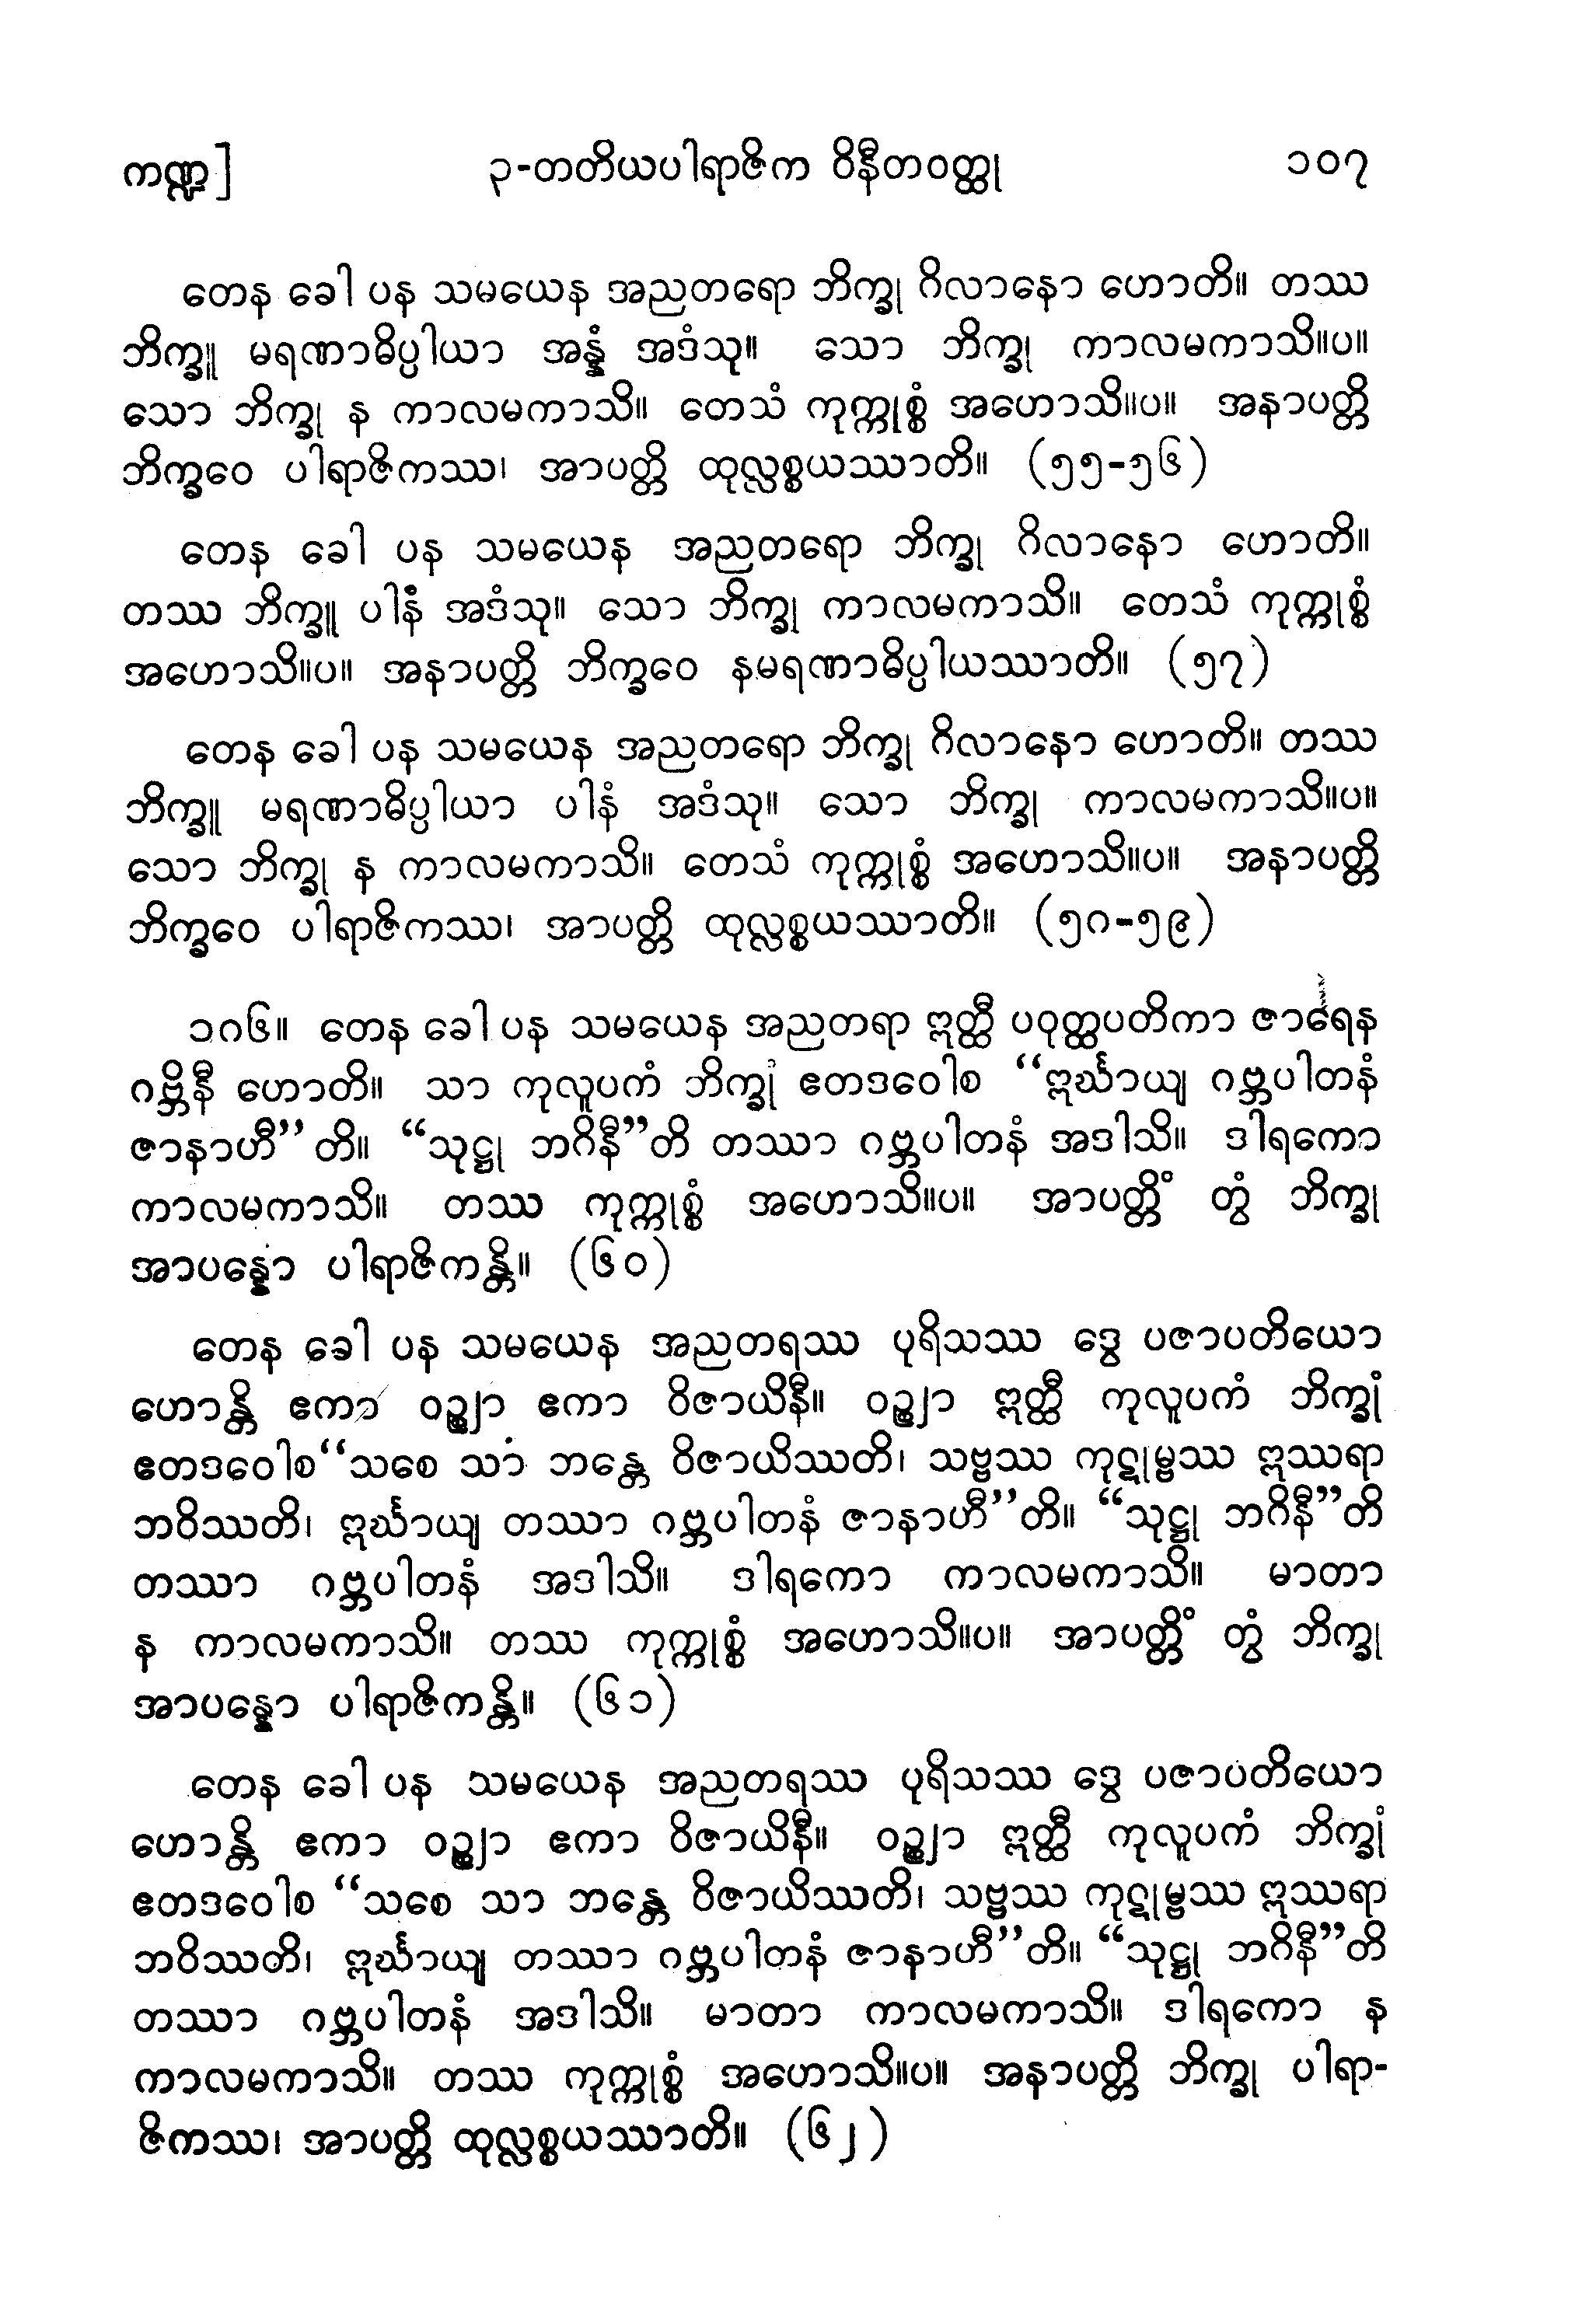 ကဏ္ဍ] ၃-တတိယပါရာဇိက ဝိနီတဝတ္ထု ၁၀၇
တေန ခေါ ပန သမယေန အညတရော ဘိက္ခု ဂိလာနော ဟောတိ။ တဿ
ဘိက္ခူ မရဏာဓိပ္ပါယာ အန္နံ အဒံသု။ သော ဘိက္ခု ကာလမကာသိ။ပ။
သော ဘိက္ခု န ကာလမကာသိ။ တေသံ ကုက္ကုစ္စံ အဟောသိ။ပ။ အနာပတ္တိ
ဘိက္ခဝေ ပါရာဇိကဿ၊ အာပတ္တိ ထုလ္လစ္စယဿာတိ။ (၅၅-၅၆)
တေန ခေါ ပန သမယေန အညတရော ဘိက္ခု ဂိလာနော ဟောတိ။
တဿ ဘိက္ခူ ပါနံ အဒံသု။ သော ဘိက္ခု ကာလမကာသိ။ တေသံ ကုက္ကုစ္စံ
အဟောသိ။ပ။ အနာပတ္တိ ဘိက္ခဝေ နမရဏာဓိပ္ပါယဿာတိ။ (၅၇)
တေန ခေါ ပန သမယေန အညတရော ဘိက္ခု ဂိလာနော ဟောတိ။ တဿ
ဘိက္ခူ မရဏာဓိပ္ပါယာ ပါနံ အဒံသု။ သော ဘိက္ခု ကာလမကာသိ။ပ။
သော ဘိက္ခု န ကာလမကာသိ။ တေသံ ကုက္ကုစ္စံ အဟောသိ။ပ။ အနာပတ္တိ
ဘိက္ခဝေ ပါရာဇိကဿ၊ အာပတ္တိ ထုလ္လစ္စယဿာတိ။ (၅၈-၅၉)
၁၈၆။ တေန ခေါ ပန သမယေန အညတရာ ဣတ္ထီ ပဝုတ္ထပတိကာ ဇာရေန
ဂဗ္ဘိနီ ဟောတိ။ သာ ကုလူပကံ ဘိက္ခုံ ဧတဒဝေါစ “ဣင်္ဃာယျ ဂဗ္ဘပါတနံ
ဇာနာဟီ”တိ။ “သုဋ္ဌု ဘဂိနီ”တိ တဿာ ဂဗ္ဘပါတနံ အဒါသိ။ ဒါရကော
ကာလမကာသိ။ တဿ ကုက္ကုစ္စံ အဟောသိ။ပ။ အာပတ္တိံ တွံ ဘိက္ခု
အာပန္နော ပါရာဇိကန္တိ။ (၆၀)
တေန ခေါ ပန သမယေန အညတရဿ ပုရိသဿ ဒွေ ပဇာပတိယော
ဟောန္တိ ဧကာ ဝဉ္ဈာ ဧကာ ဝိဇာယိနီ။ ဝဉ္ဈာ ဣတ္ထီ ကုလူပကံ ဘိက္ခုံ
ဧတဒဝေါစ“သစေ သာ ဘန္တေ ဝိဇာယိဿတိ၊ သဗ္ဗဿ ကုဋုမ္ဗဿ ဣဿရာ
ဘဝိဿတိ၊ ဣင်္ဃာယျ တဿာ ဂဗ္ဘပါတနံ ဇာနာဟီ”တိ။ “သုဋ္ဌု ဘဂိနီ”တိ
တဿာ ဂဗ္ဘပါတနံ အဒါသိ။ ဒါရကော ကာလမကာသိ။ မာတာ
န ကာလမကာသိ။ တဿ ကုက္ကုစ္စံ အဟောသိ။ပ။ အာပတ္တိံ တွံ ဘိက္ခု
အာပန္နော ပါရာဇိကန္တိ။ (၆၁)
တေန ခေါ ပန သမယေန အညတရဿ ပုရိသဿ ဒွေ ပဇာပတိယော
ဟောန္တိ ဧကာ ဝဉ္ဈာ ဧကာ ဝိဇာယိနီ။ ဝဉ္ဈာ ဣတ္ထီ ကုလူပကံ ဘိက္ခုံ
ဧတဒဝေါစ “သစေ သာ ဘန္တေ ဝိဇာယိဿတိ၊ သဗ္ဗဿ ကုဋုမ္ဗဿ ဣဿရာ
ဘဝိဿတိ၊ ဣင်္ဃာယျ တဿာ ဂဗ္ဘပါတနံ ဇာနာဟီ”တိ။ “သုဋ္ဌု ဘဂိနီ”တိ
တဿာ ဂဗ္ဘပါတနံ အဒါသိ။ မာတာ ကာလမကာသိ။ ဒါရကော န
ကာလမကာသိ။ တဿ ကုက္ကုစ္စံ အဟောသိ။ပ။ အနာပတ္တိ ဘိက္ခု ပါရာ-
ဇိကဿ၊ အာပတ္တိ ထုလ္လစ္စယဿာတိ။ (၆၂)